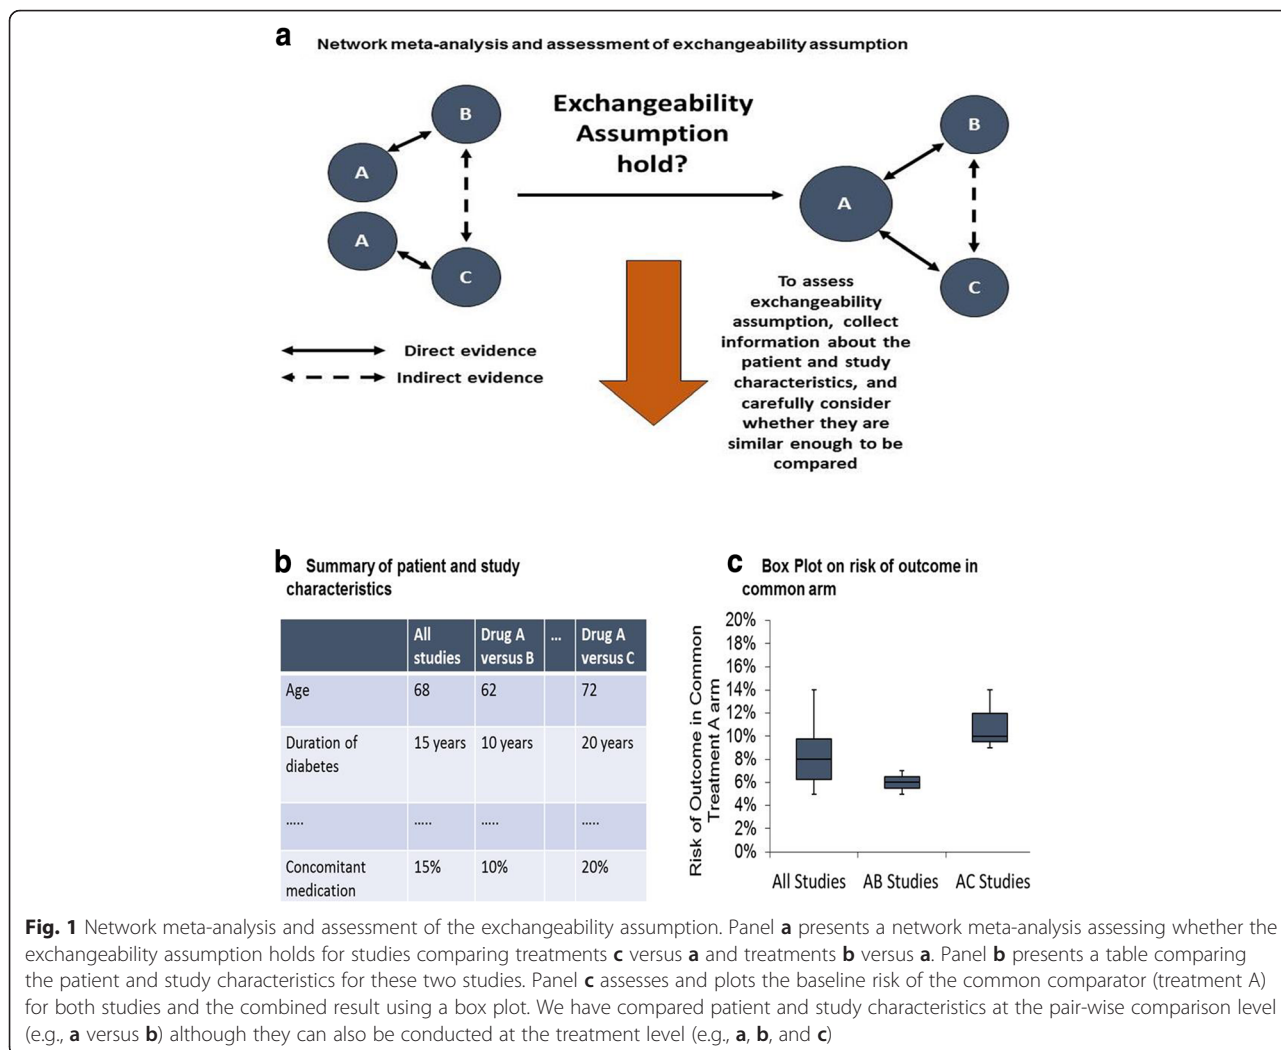 a
Network meta-analysis and assessment of exchangeability assumption
B
A
A
C
Exchangeability
Assumption
hold?
B
A
C
Direct evidence
Indirect evidence
To assess
exchangeability
assumption, collect
information about the
patient and study
characteristics, and
carefully consider
whether they are
similar enough to be
compared
b Summary of patient and study
characteristics
All
studies
Drug A
versus B
...
Drug A
versus C
Age 68 62 72
Duration of
diabetes
15 years 10 years 20 years
..... ..... ..... .....
Concomitant
medication
15% 10% 20%
c Box Plot on risk of outcome in
common arm
Risk of Outcome in Common
Treatment A arm
20%
18%
16%
14%
12%
10%
8%
6%
4%
2%
0%
All Studies AB Studies AC Studies
Fig. 1 Network meta-analysis and assessment of the exchangeability assumption. Panel a presents a network meta-analysis assessing whether the
exchangeability assumption holds for studies comparing treatments c versus a and treatments b versus a. Panel b presents a table comparing
the patient and study characteristics for these two studies. Panel c assesses and plots the baseline risk of the common comparator (treatment A)
for both studies and the combined result using a box plot. We have compared patient and study characteristics at the pair-wise comparison level
(e.g., a versus b) although they can also be conducted at the treatment level (e.g., a, b, and c)